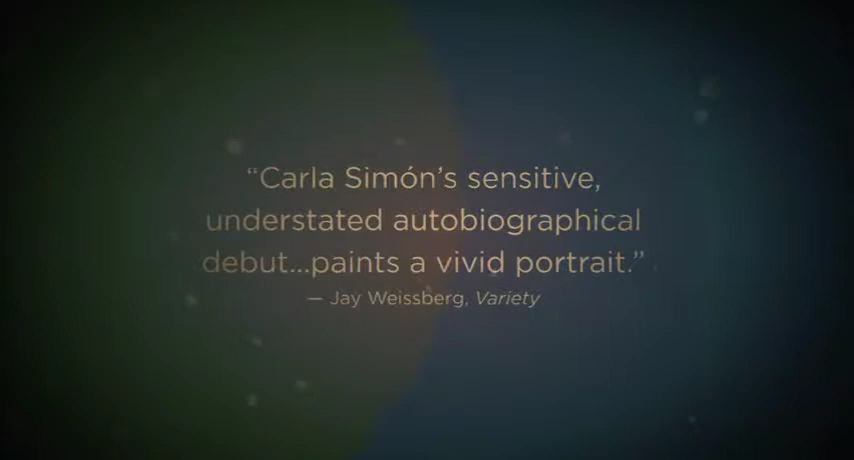 “Carla Simón’s sensitive,
understated autobiographical
debut...paints a vivid portrait.”
— Jay Weissberg, Variety